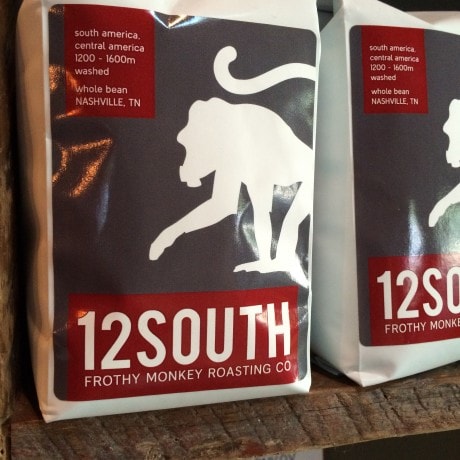 south america,
central america
1200 - 1600m
washed
whole bean
NASHVILLE, TN
12SOUTH
FROTHY MONKEY ROASTING CO
south america,
central america
1200 - 1600m
washed
whole bean
NASHVILLE, TN
12SO
FROTHY MONKE